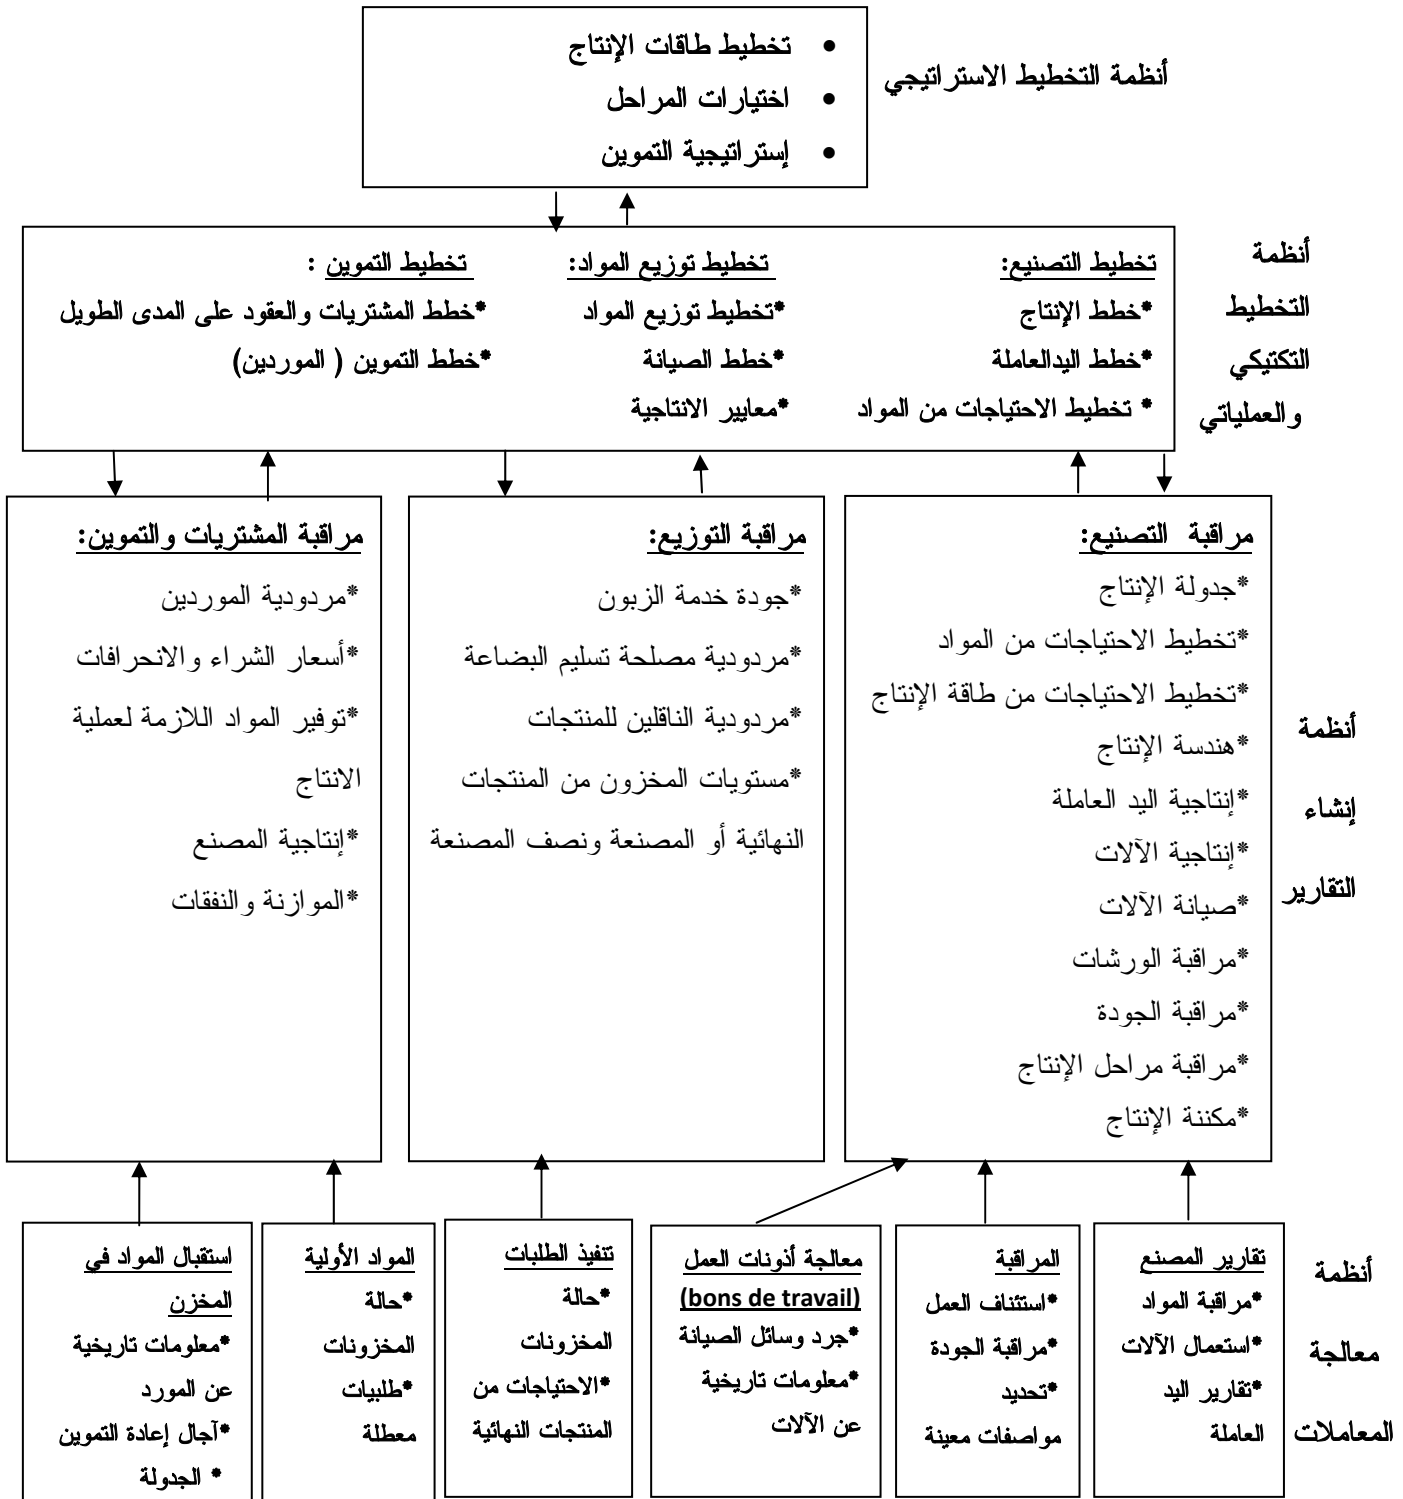 • تخطيط طاقات الإنتاج
• اختيارات المراحل
• إستراتيجية التموين
أنظمة التخطيط الاستراتيجي
أنظمة
التخطيط
التكتيكي
والعملياتي
تخطيط التصنيع:
*خطط الإنتاج
*خطط اليدالعاملة
* تخطيط الاحتياجات من المواد
تخطيط توزيع المواد:
*تخطيط توزيع المواد
*خطط الصيانة
*معايير الانتاجية
تخطيط التموين :
*خطط المشتريات والعقود على المدى الطويل
*خطط التموين ( الموردين)
أنظمة
إنشاء
التقارير
مراقبة التصنيع:
*جدولة الإنتاج
*تخطيط الاحتياجات من المواد
*تخطيط الاحتياجات من طاقة الإنتاج
*هندسة الإنتاج
*إنتاجية اليد العاملة
*إنتاجية الآلات
*صيانة الآلات
*مراقبة الورشات
*مراقبة الجودة
*مراقبة مراحل الإنتاج
*مكننة الإنتاج
مراقبة التوزيع:
*جودة خدمة الزبون
*مردودية مصلحة تسليم البضاعة
*مردودية الناقلين للمنتجات
*مستويات المخزون من المنتجات
النهائية أو المصنعة ونصف المصنعة
مراقبة المشتريات والتموين:
*مردودية الموردين
*أسعار الشراء والانحرافات
*توفير المواد اللازمة لعملية
الانتاج
*إنتاجية المصنع
*الموازنة والنفقات
أنظمة
معالجة
المعاملات
تقارير المصنع
*مراقبة المواد
*استعمال الآلات
*تقارير اليد
العاملة
المراقبة
*استئناف العمل
*مراقبة الجودة
*تحديد
مواصفات معينة
معالجة أذونات العمل
(bons de travail)
*جرد وسائل الصيانة
*معلومات تاريخية
عن الآلات
تنفيذ الطلبات
*حالة
المخزونات
*الاحتياجات من
المنتجات النهائية
المواد الأولية
*حالة
المخزونات
*طلبيات
معطلة
استقبال المواد في
المخزن
*معلومات تاريخية
عن المورد
*آجال إعادة التموين
* الجدولة